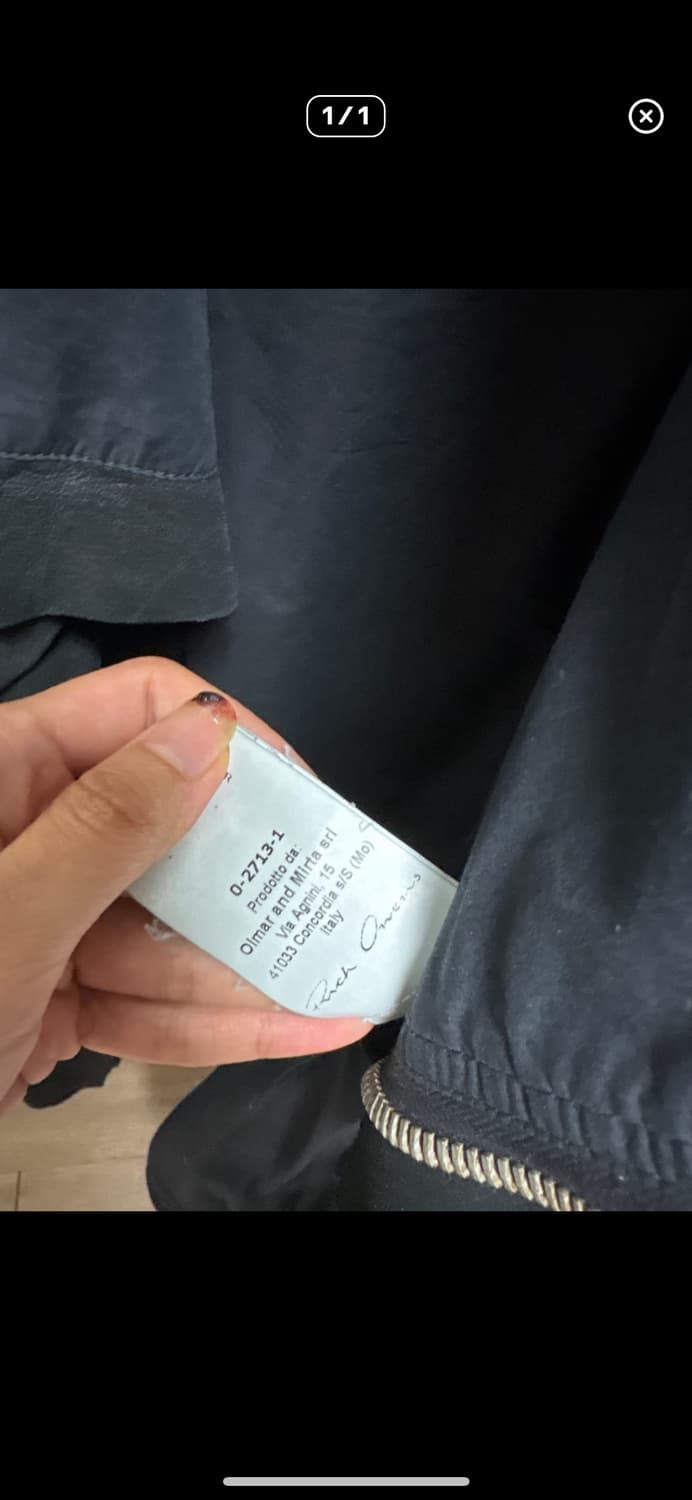 1/1
0-2713-1
Prodotto da:
Olmar and Mirta srl
Via Agnini, 15
41033 Concordia s/S (Mo)
Italy
Rick Owens